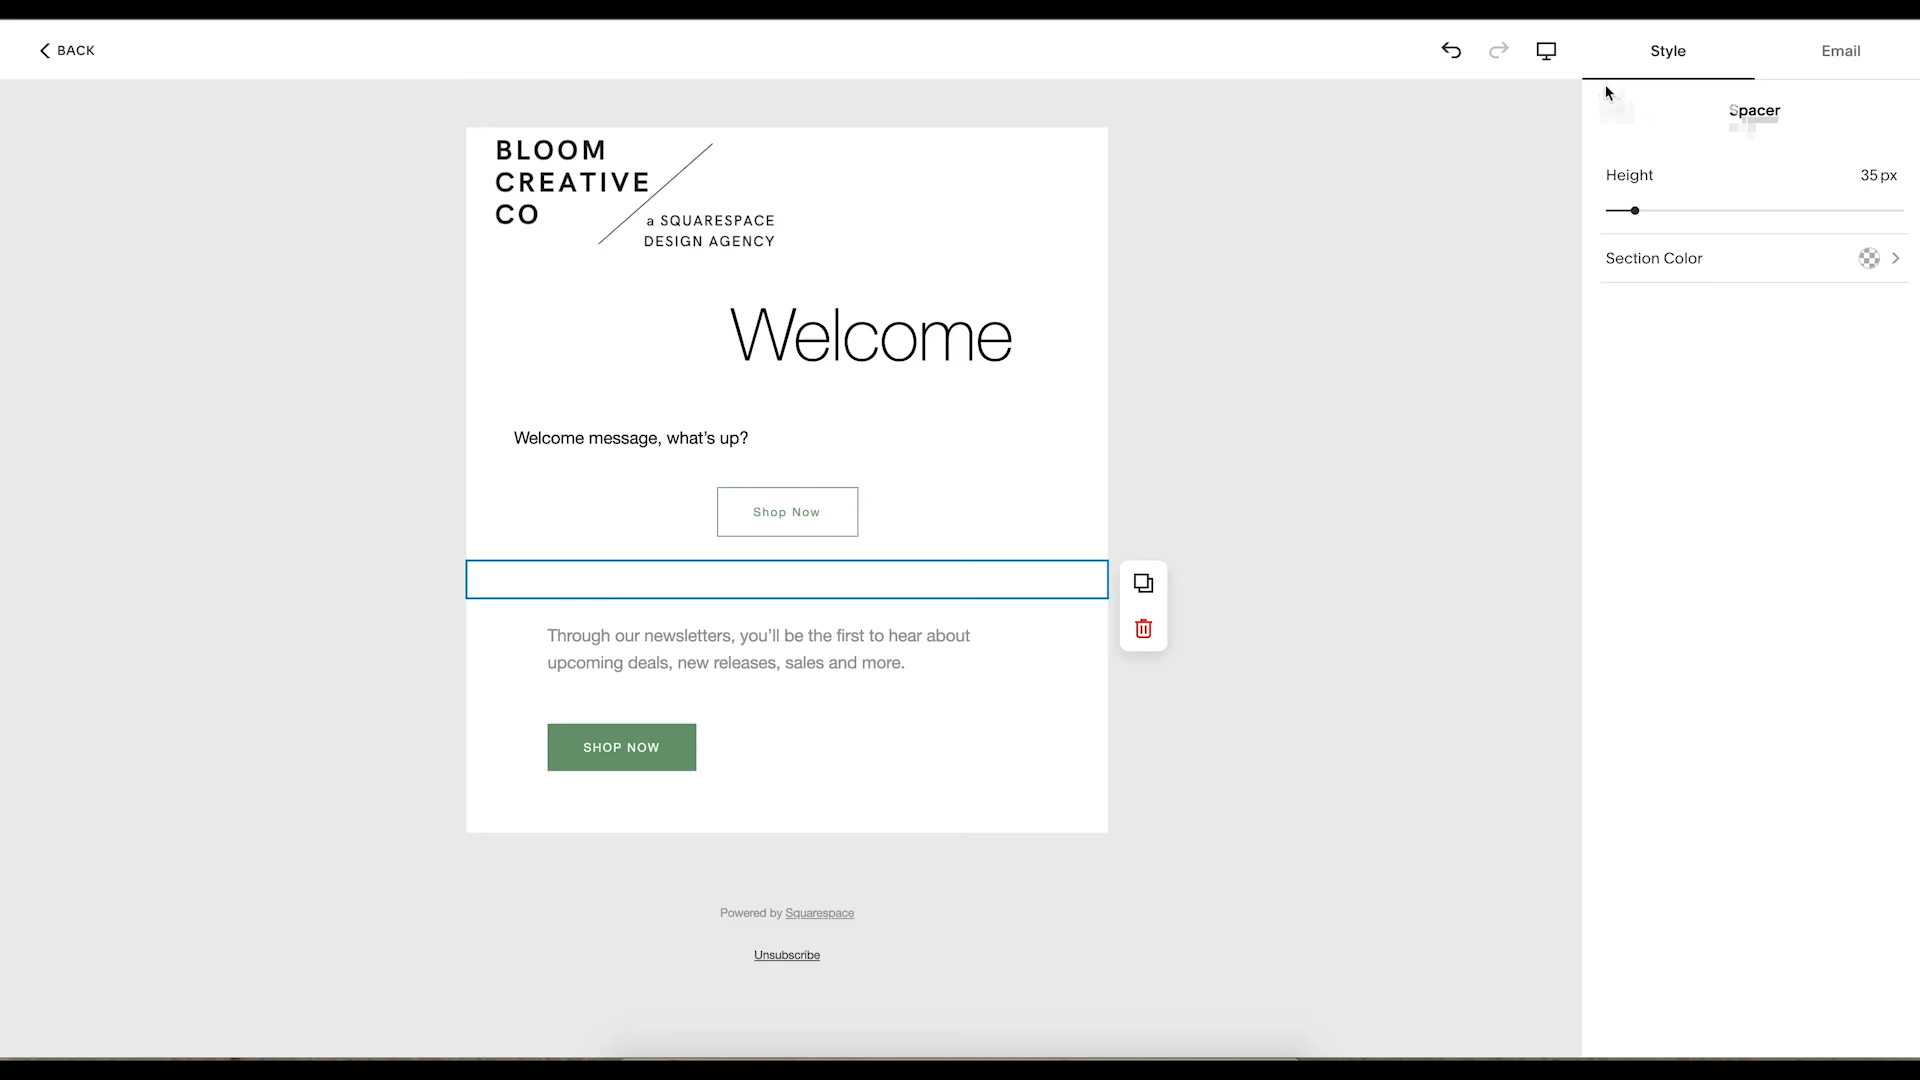 BACK
Style
Email
Spacer
Height
35 px
Section Color
BLOOM
CREATIVE
CO
a SQUARESPACE
DESIGN AGENCY
Welcome
Welcome message, what's up?
Shop Now
Through our newsletters, you'll be the first to hear about
upcoming deals, new releases, sales and more.
SHOP NOW
Powered by Squarespace
Unsubscribe